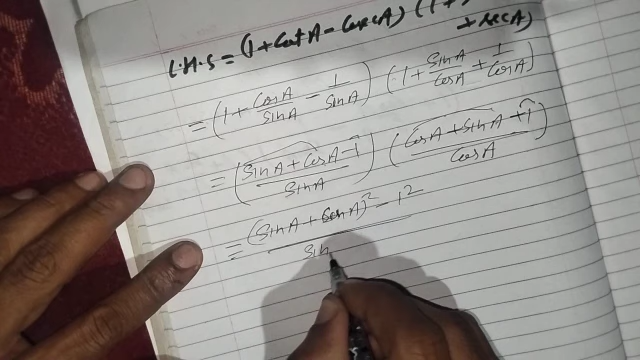 L.H.S = (1 + Cot A - Cosec A) (1 +
+ sec A)
= (1 + CosA/SinA - 1/SinA) (1 + SinA/CosA + 1/CosA)
= (SinA + CosA - 1/SinA) (CosA + SinA + 1/CosA)
= (SinA + CosA)² - 1²
Sin